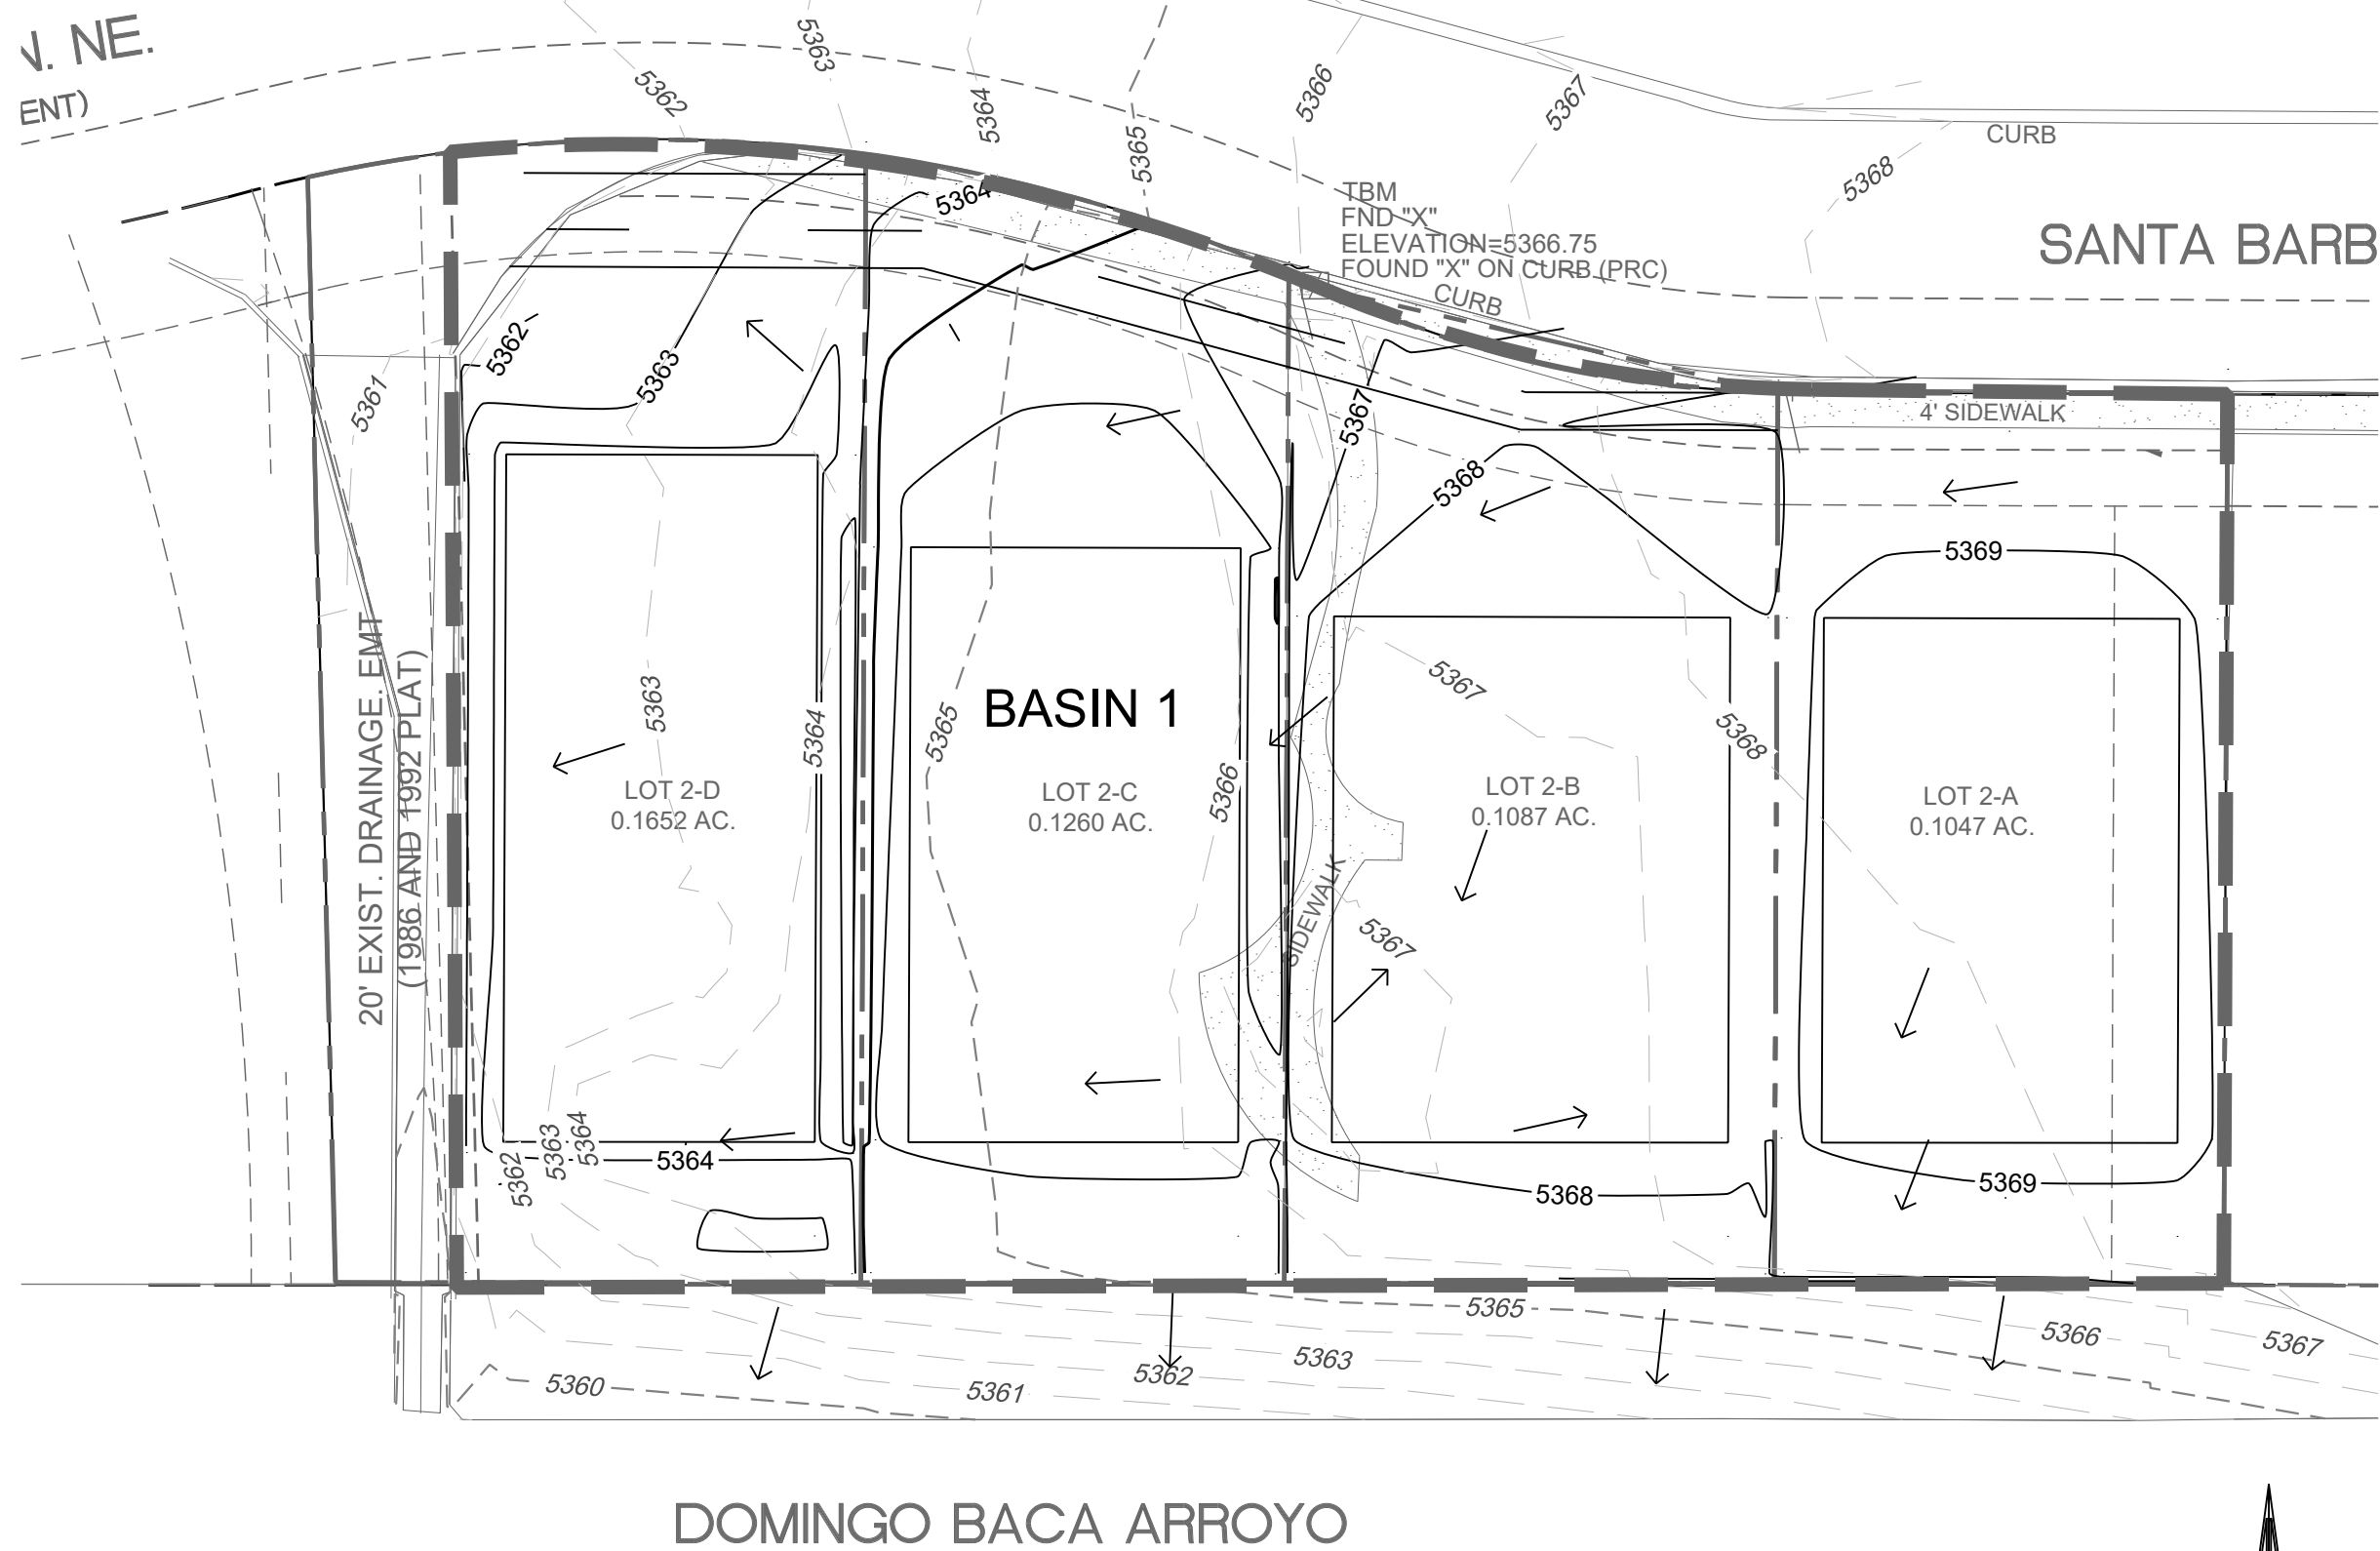 N. NE.
ENT)
5363
5362
5364
5365
5366
5367
5368
CURB
SANTA BARB
TBM
FND "X"
ELEVATION=5366.75
FOUND "X" ON CURB (PRC)
CURB
5364
5362
5363
5361
5367
5368
4' SIDEWALK
5369
20' EXIST. DRAINAGE. EMT
(1986 AND 1992 PLAT)
5363
5364
5365
5366
5367
5368
BASIN 1
LOT 2-D
0.1652 AC.
LOT 2-C
0.1260 AC.
LOT 2-B
0.1087 AC.
LOT 2-A
0.1047 AC.
SIDEWALK
5367
5362
5363
5364
5364
5368
5369
5365
5366
5367
5363
5362
5361
5360
DOMINGO BACA ARROYO